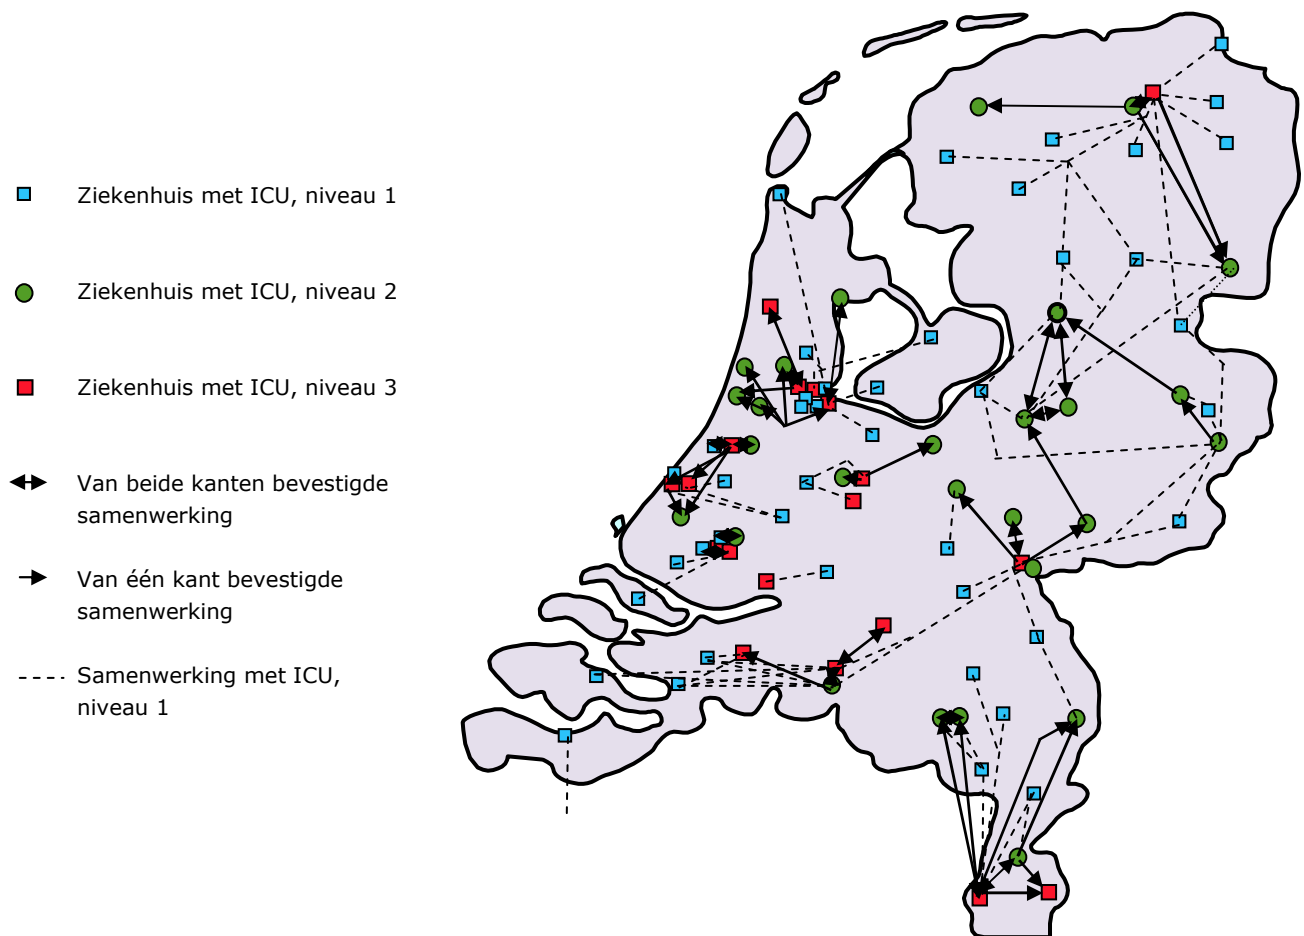 Ziekenhuis met ICU, niveau 1
Ziekenhuis met ICU, niveau 2
Ziekenhuis met ICU, niveau 3
Van beide kanten bevestigde
samenwerking
Van één kant bevestigde
samenwerking
Samenwerking met ICU,
niveau 1